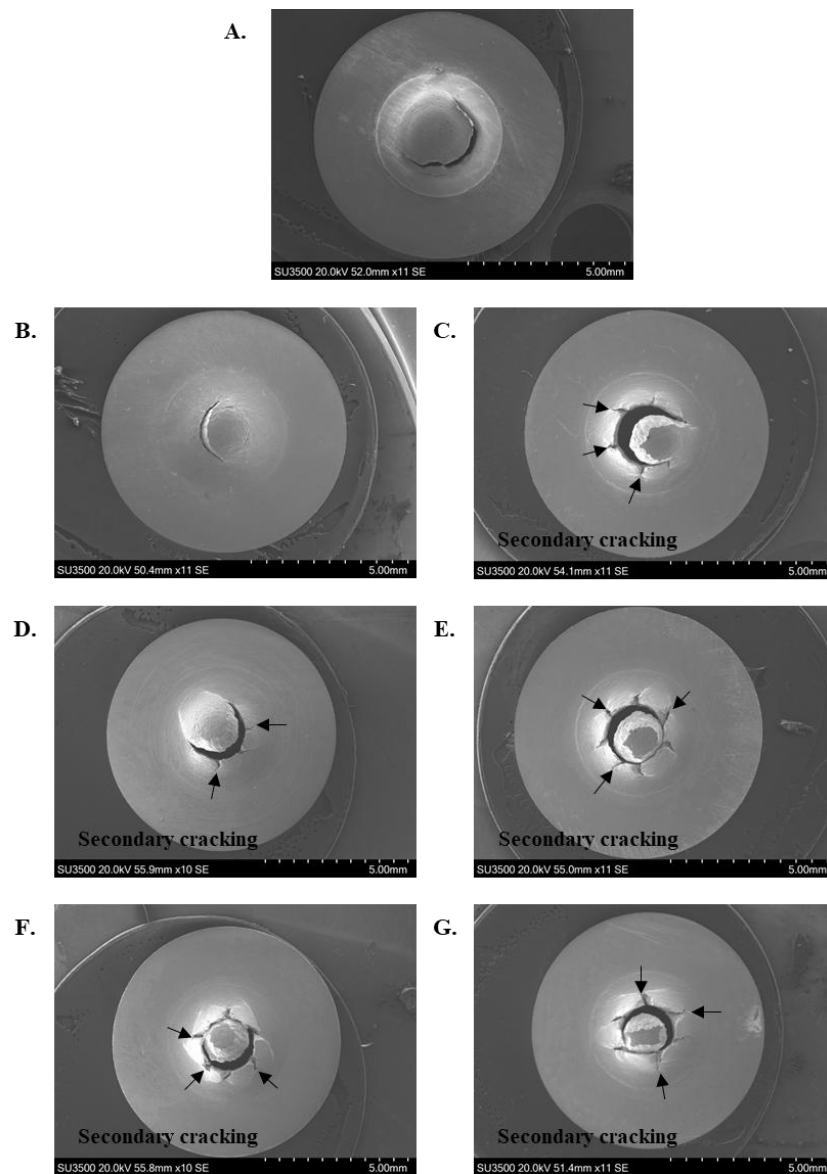 A.
SU3500 20.0kV 52.0mm x11 SE 5.00mm
B.
SU3500 20.0kV 50.4mm x11 SE 5.00mm
C.
Secondary cracking
SU3500 20.0kV 54.1mm x11 SE 5.00mm
D.
Secondary cracking
SU3500 20.0kV 55.9mm x10 SE 5.00mm
E.
Secondary cracking
SU3500 20.0kV 55.0mm x11 SE 5.00mm
F.
Secondary cracking
SU3500 20.0kV 55.8mm x10 SE 5.00mm
G.
Secondary cracking
SU3500 20.0kV 51.4mm x11 SE 5.00mm